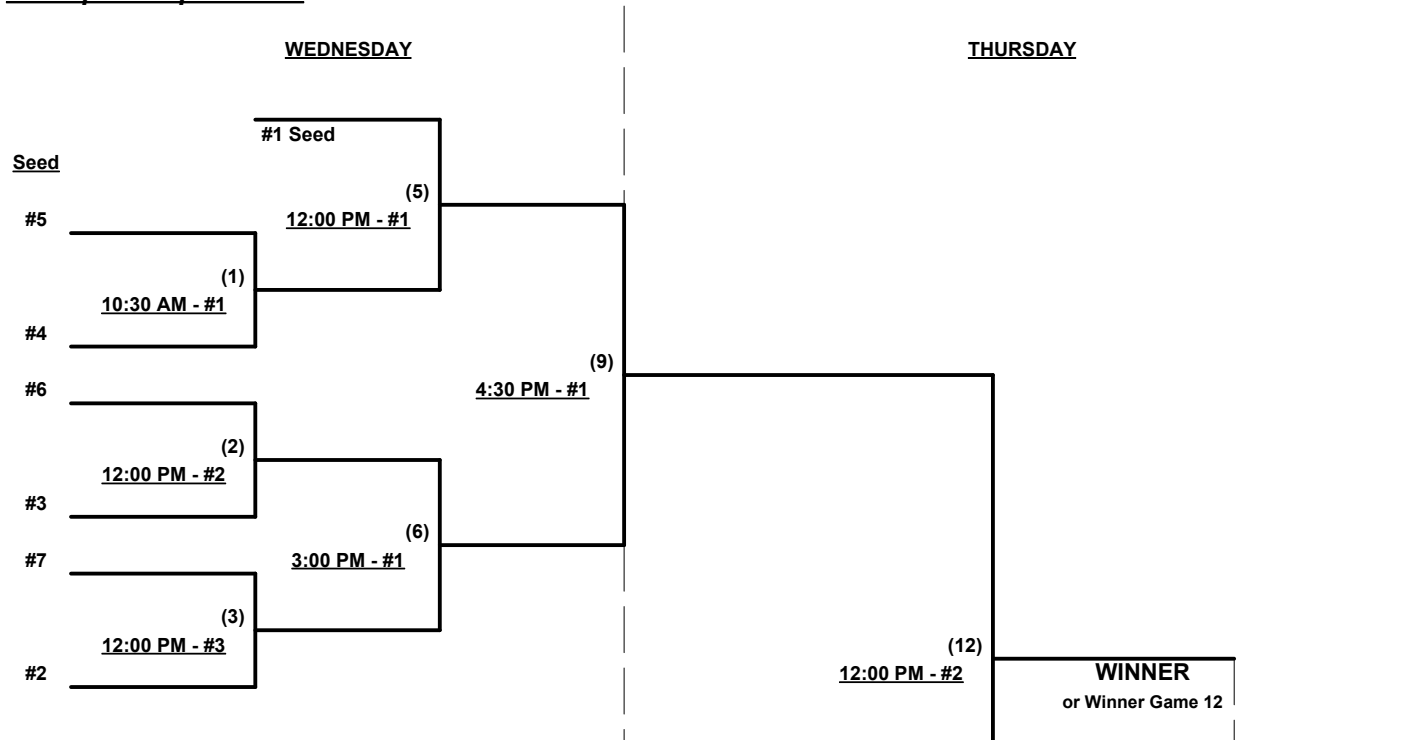 WEDNESDAY
THURSDAY
#1 Seed
Seed
(5)
#5
12:00 PM - #1
(1)
10:30 AM - #1
#4
(9)
#6
4:30 PM - #1
(2)
12:00 PM - #2
#3
(6)
#7
3:00 PM - #1
(3)
12:00 PM - #3
(12)
#2
12:00 PM - #2
WINNER
or Winner Game 12